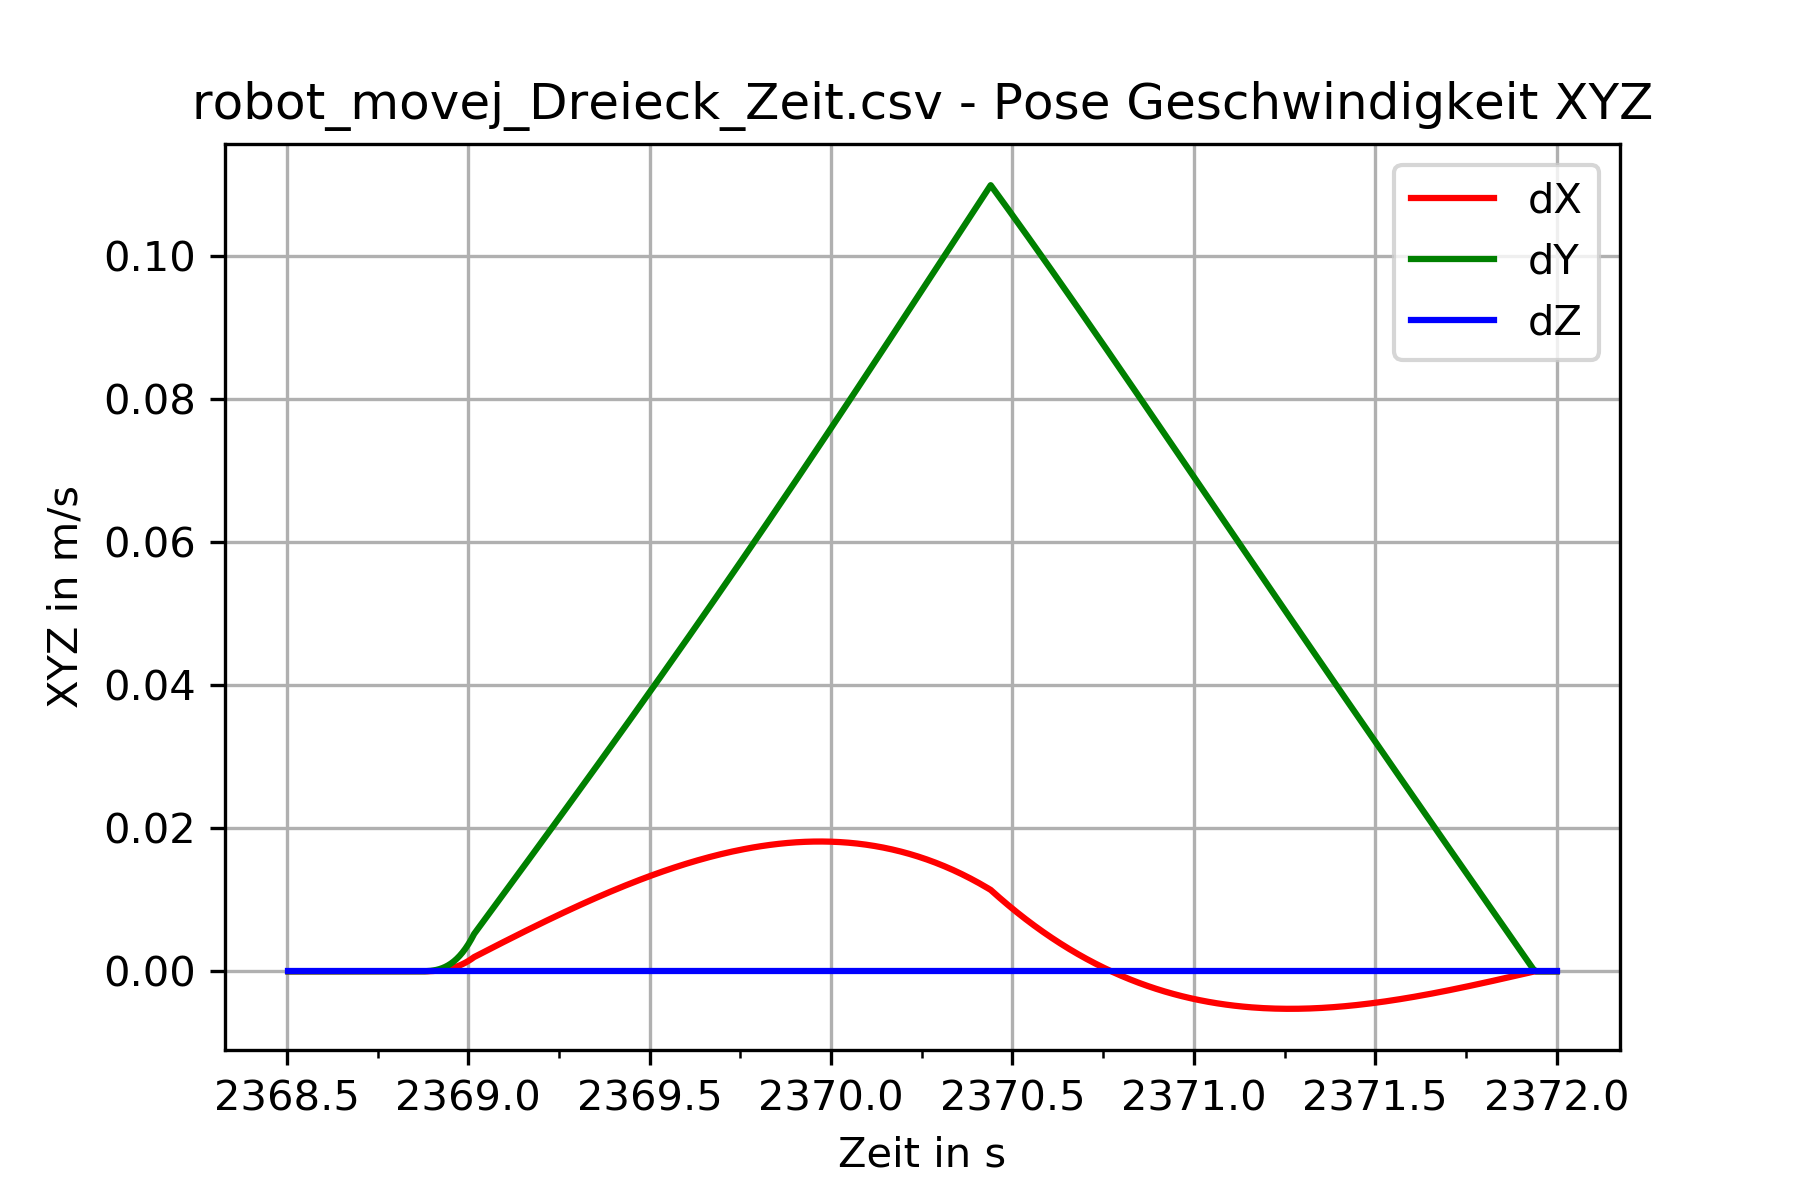 robot_movej_Dreieck_Zeit.csv - Pose Geschwindigkeit XYZ
dX
dY
dZ
XYZ in m/s
0.10
0.08
0.06
0.04
0.02
0.00
2368.5 2369.0 2369.5 2370.0 2370.5 2371.0 2371.5 2372.0
Zeit in s